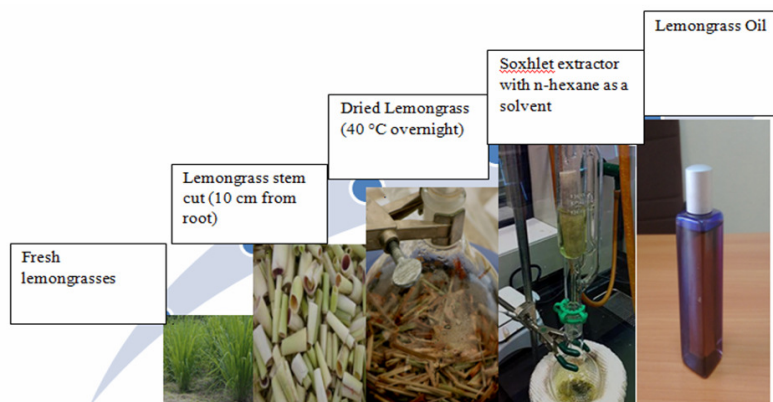 Fresh
lemongrasses
Lemongrass stem
cut (10 cm from
root)
Dried Lemongrass
(40 °C overnight)
Soxhlet extractor
with n-hexane as a
solvent
Lemongrass Oil